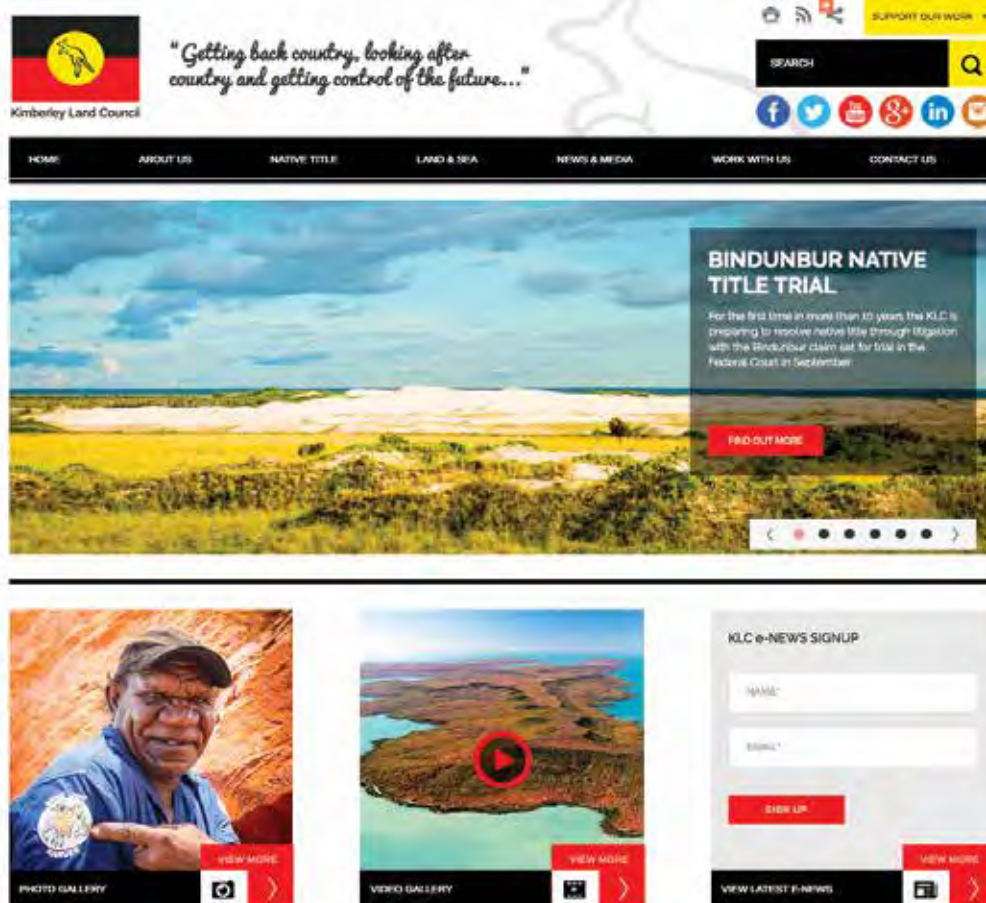 Kimberley Land Council
"Getting back country, looking after
country and getting control of the future..."
SUPPORT OUR WORK
SEARCH
You
HOME
ABOUT US
NATIVE TITLE
LAND & SEA
NEWS & MEDIA
WORK WITH US
CONTACT US
BINDUNBUR NATIVE
TITLE TRIAL
For the first time in more than 10 years the KLC is
preparing to resolve native title through litigation
with the Bindunbur claim set for trial in the
Federal Court in September.
FIND OUT MORE
KLC e-NEWS SIGNUP
NAME*
EMAIL*
SIGN UP
VIEW MORE
PHOTO GALLERY
VIEW MORE
VIDEO GALLERY
VIEW MORE
VIEW LATEST E-NEWS